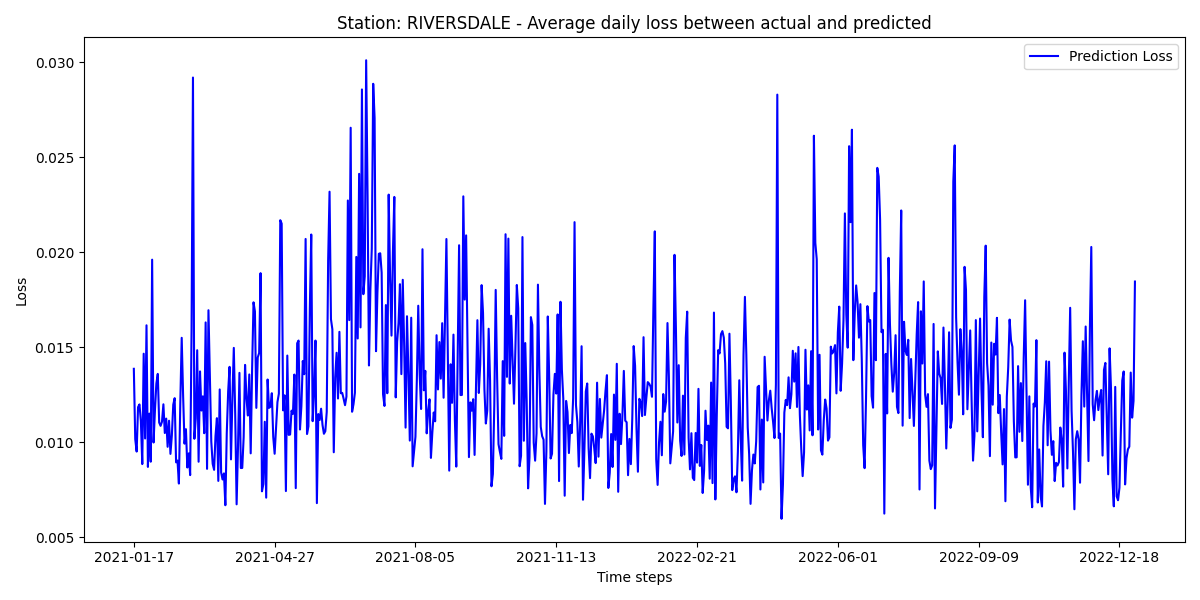 Station: RIVERSDALE - Average daily loss between actual and predicted
Prediction Loss
0.030
0.025
0.020
0.015
0.010
0.005
Loss
2021-01-17 2021-04-27 2021-08-05 2021-11-13 2022-02-21 2022-06-01 2022-09-09 2022-12-18
Time steps